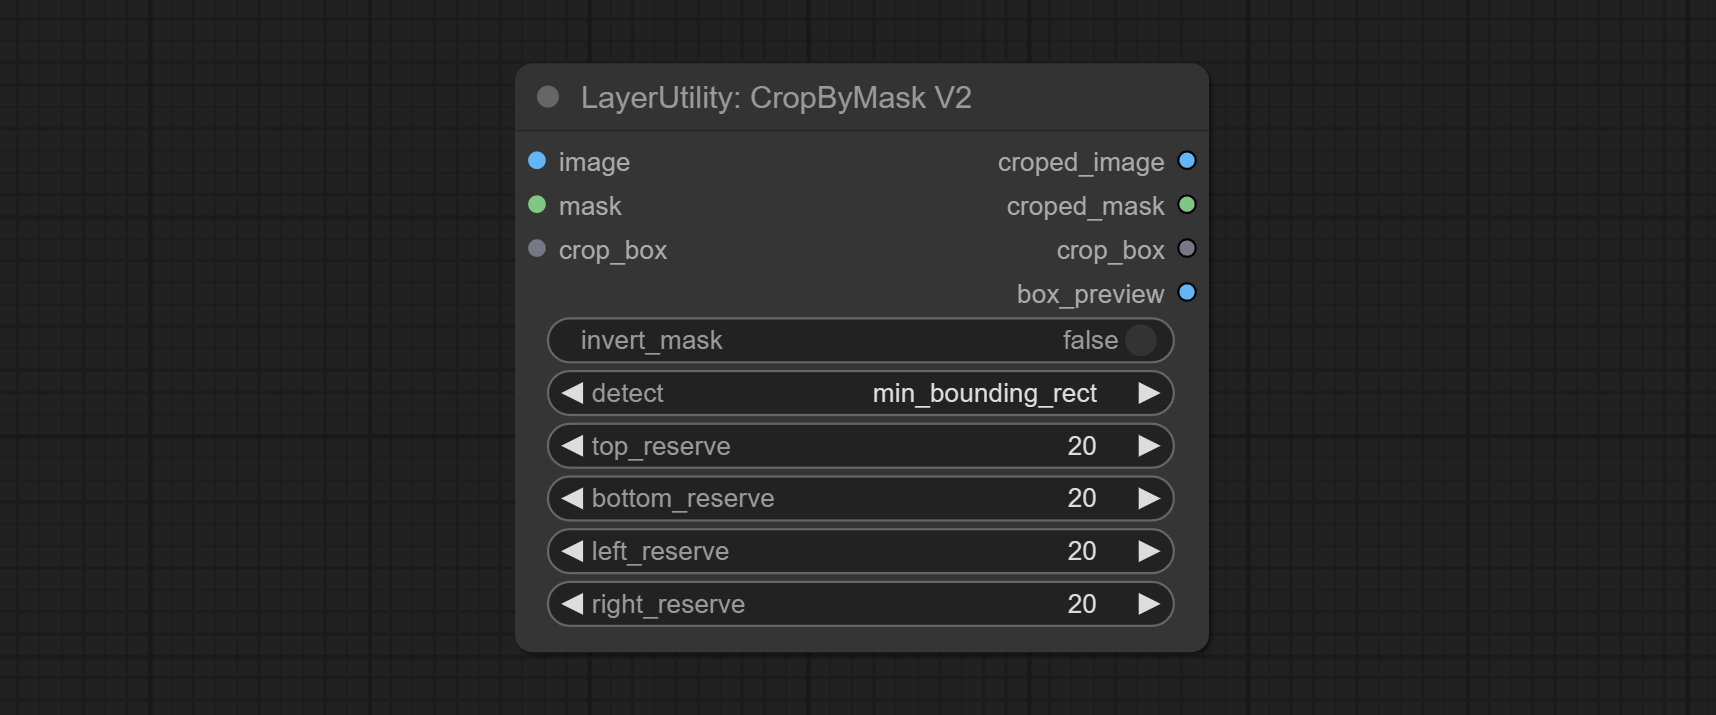 LayerUtility: CropByMask V2
image croped_image
mask croped_mask
crop_box crop_box
box_preview
invert_mask false
detect min_bounding_rect
top_reserve 20
bottom_reserve 20
left_reserve 20
right_reserve 20